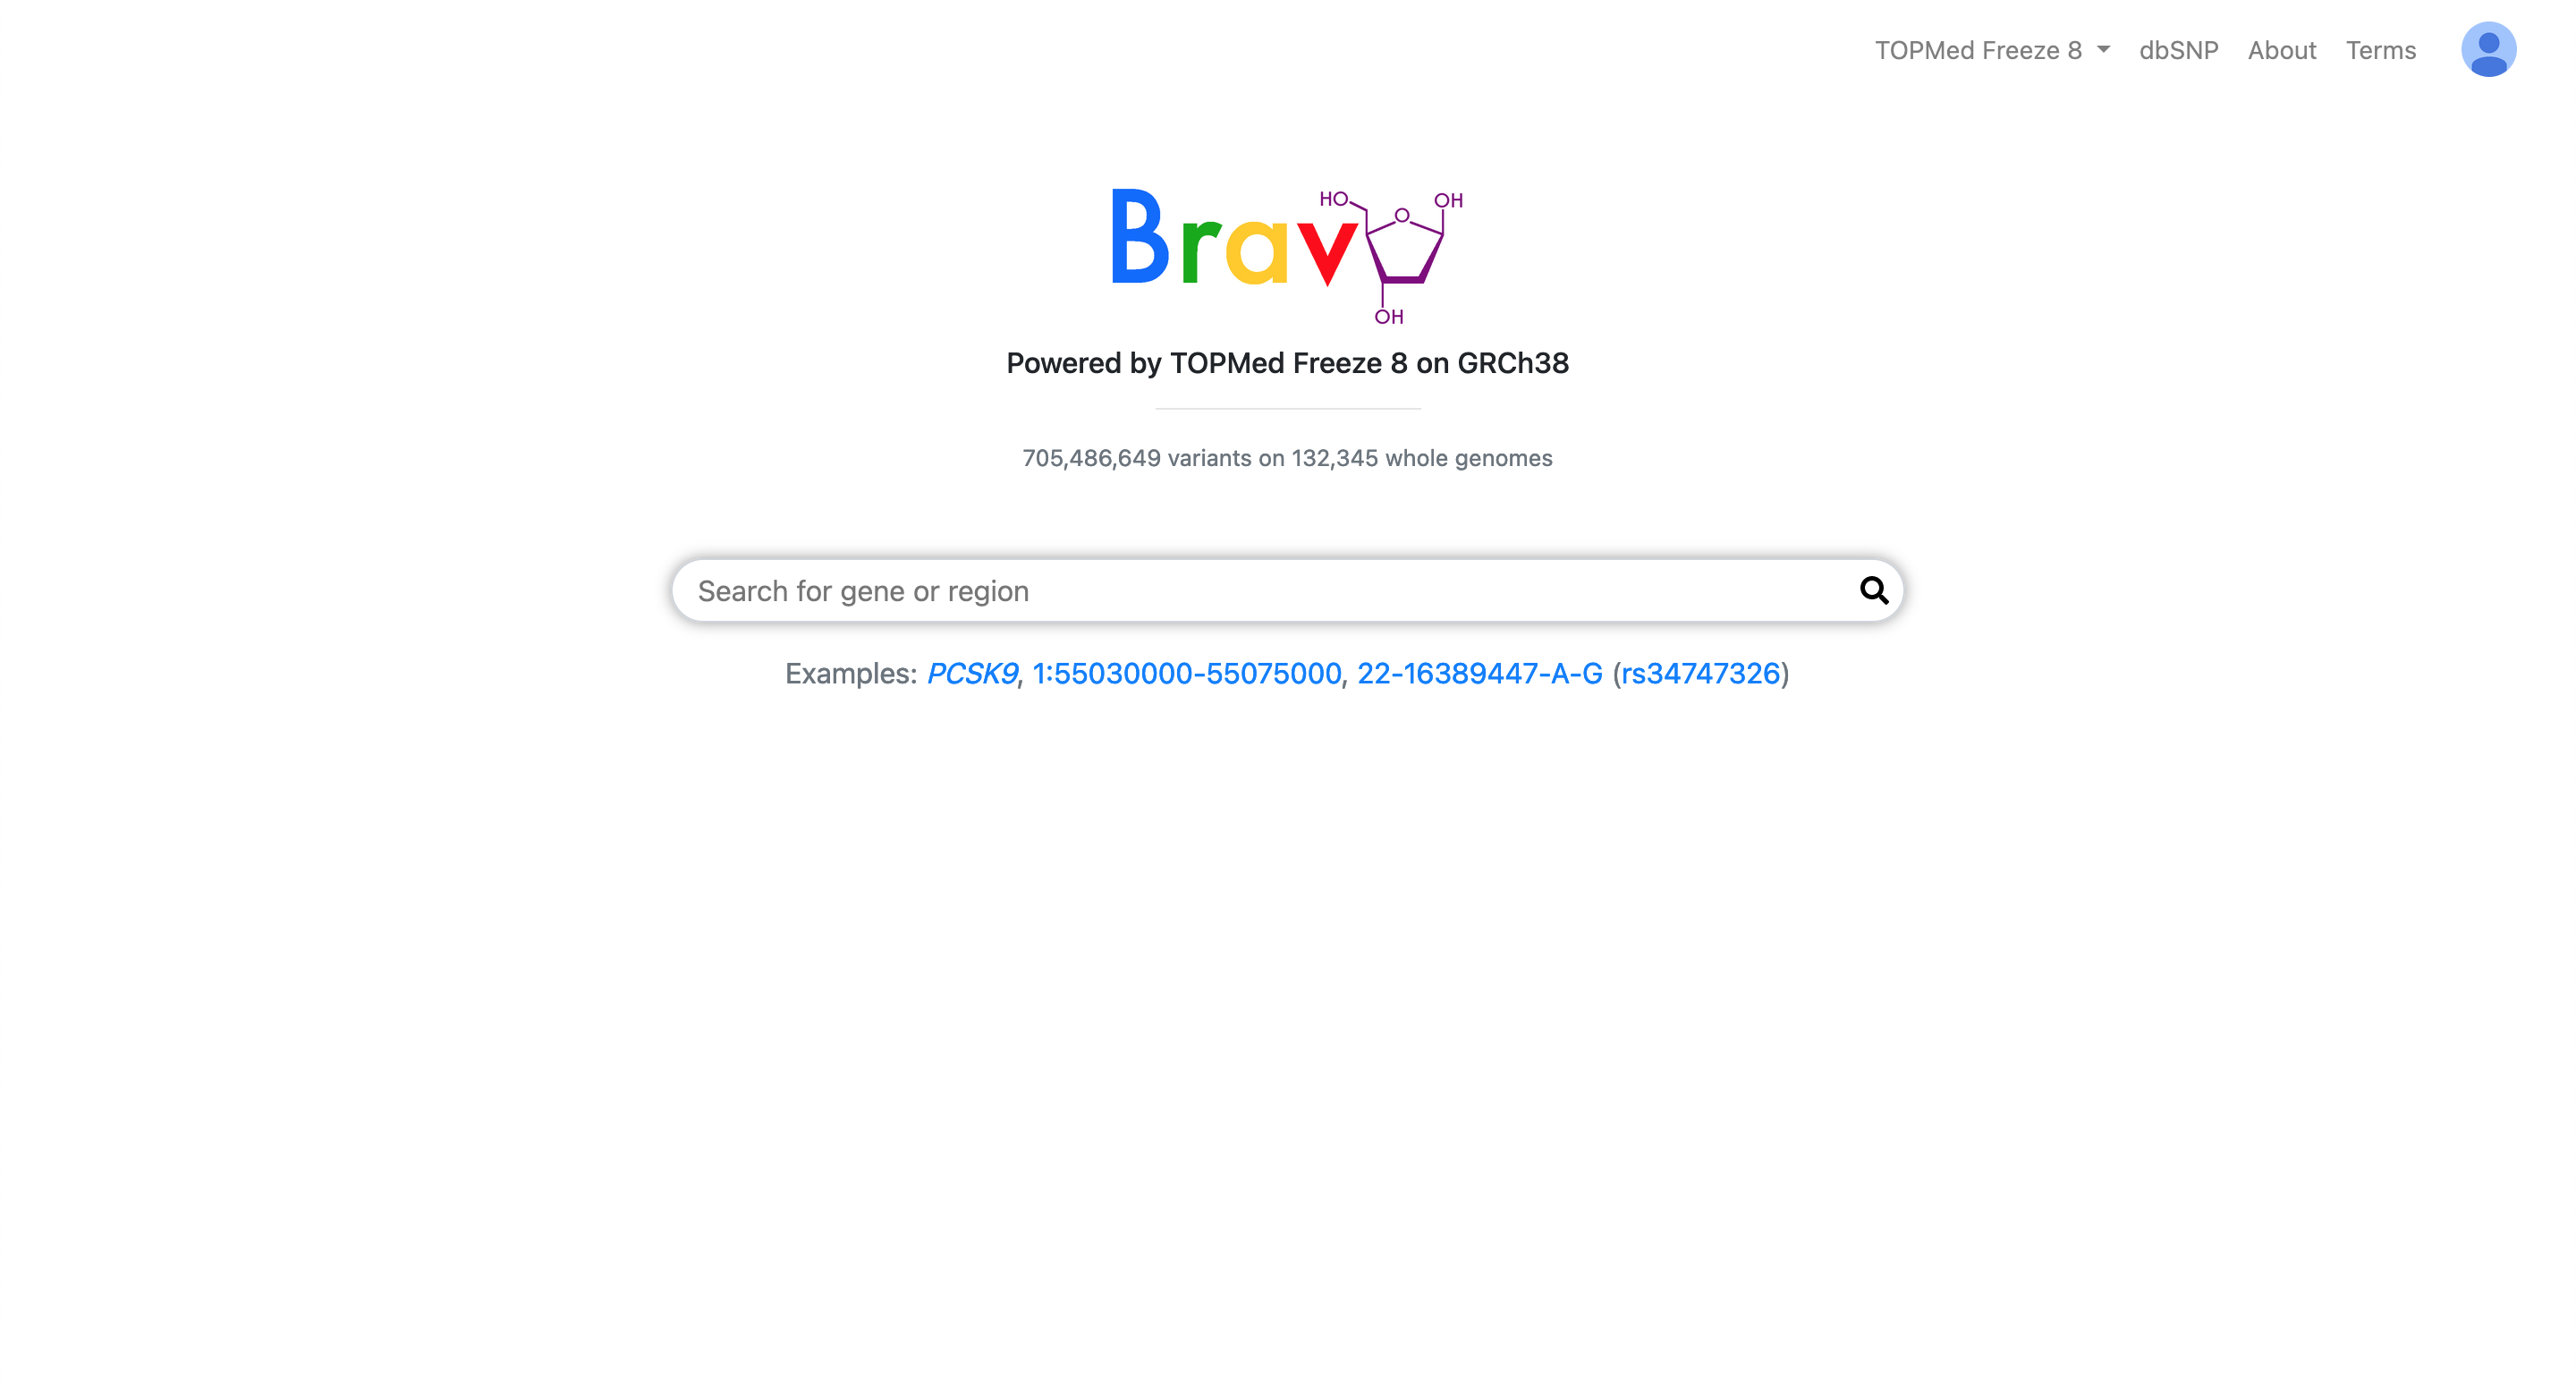 TOPMed Freeze 8 dbSNP About Terms
Brav
HO O OH
OH
Powered by TOPMed Freeze 8 on GRCh38
705,486,649 variants on 132,345 whole genomes
Search for gene or region
Examples: PCSK9, 1:55030000-55075000, 22-16389447-A-G (rs34747326)